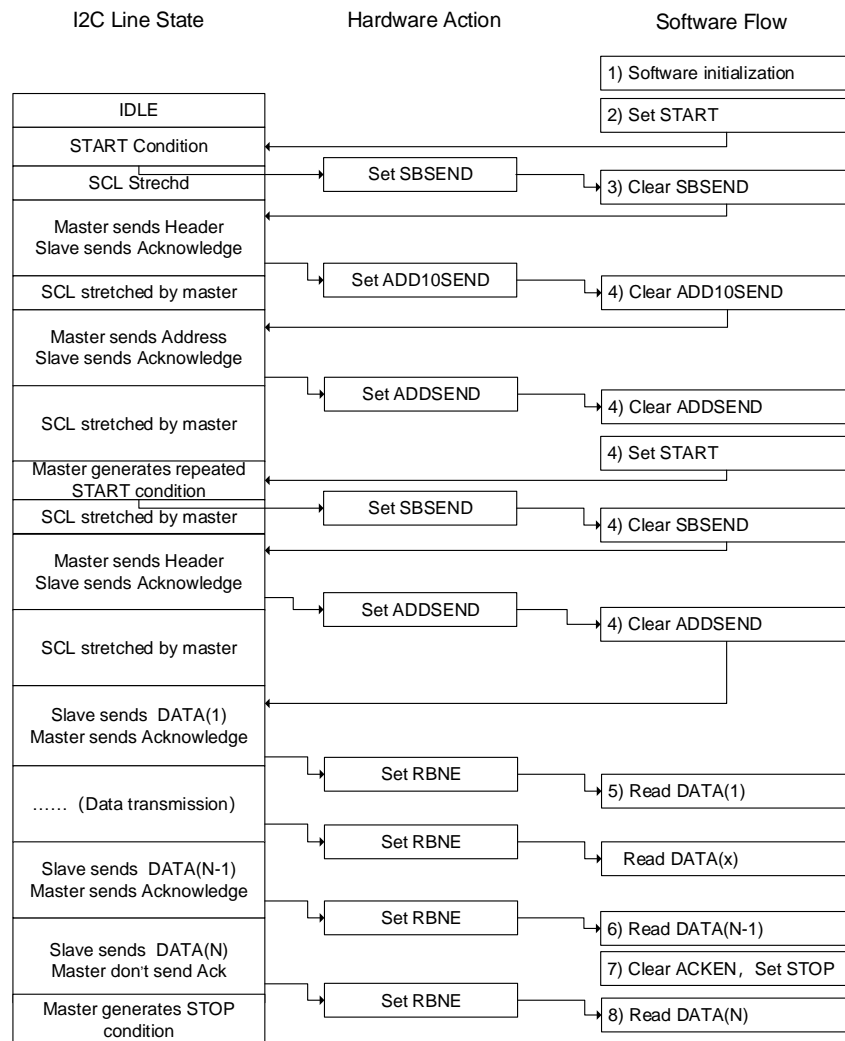 I2C Line State
Hardware Action
Software Flow
1) Software initialization
IDLE
2) Set START
START Condition
Set SBSEND
SCL Strechd
3) Clear SBSEND
Master sends Header
Slave sends Acknowledge
Set ADD10SEND
SCL stretched by master
4) Clear ADD10SEND
Master sends Address
Slave sends Acknowledge
Set ADDSEND
4) Clear ADDSEND
SCL stretched by master
4) Set START
Master generates repeated
START condition
Set SBSEND
SCL stretched by master
4) Clear SBSEND
Master sends Header
Slave sends Acknowledge
Set ADDSEND
4) Clear ADDSEND
SCL stretched by master
Slave sends DATA(1)
Master sends Acknowledge
Set RBNE
5) Read DATA(1)
…… (Data transmission)
Set RBNE
Read DATA(x)
Slave sends DATA(N-1)
Master sends Acknowledge
Set RBNE
6) Read DATA(N-1)
Slave sends DATA(N)
Master don't send Ack
7) Clear ACKEN，Set STOP
Set RBNE
8) Read DATA(N)
Master generates STOP
condition